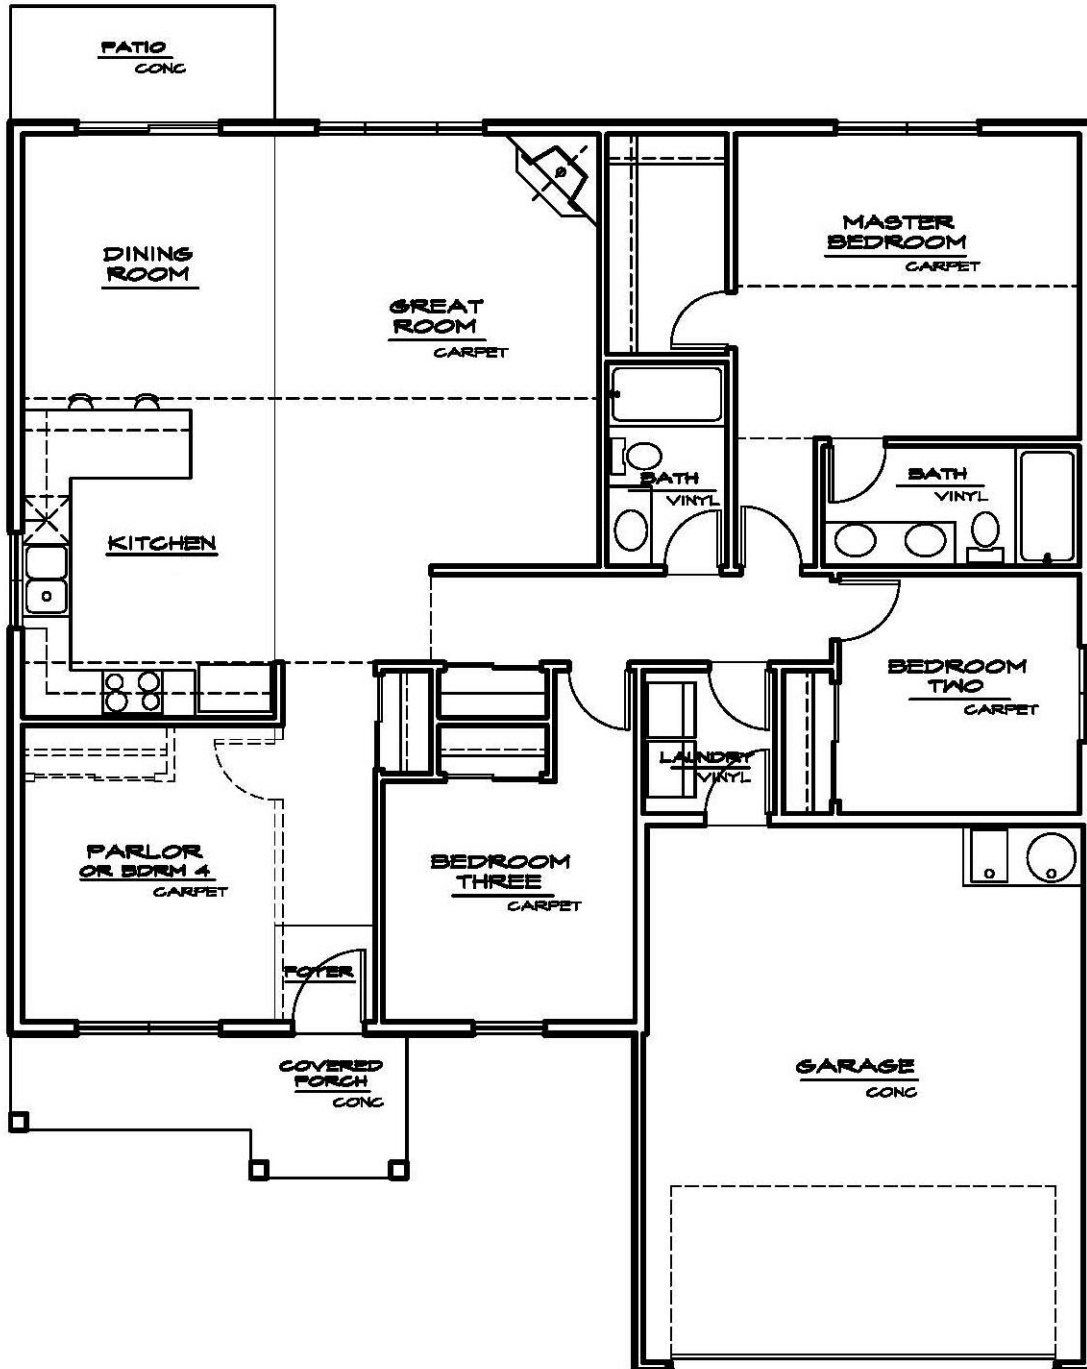 PATIO
CONC
DINING
ROOM
GREAT
ROOM
CARPET
MASTER
BEDROOM
CARPET
KITCHEN
BATH
VINYL
BATH
VINYL
BEDROOM
TWO
CARPET
LAUNDRY
VINYL
PARLOR
OR BDRM 4
CARPET
BEDROOM
THREE
CARPET
FOYER
COVERED
PORCH
CONC
GARAGE
CONC